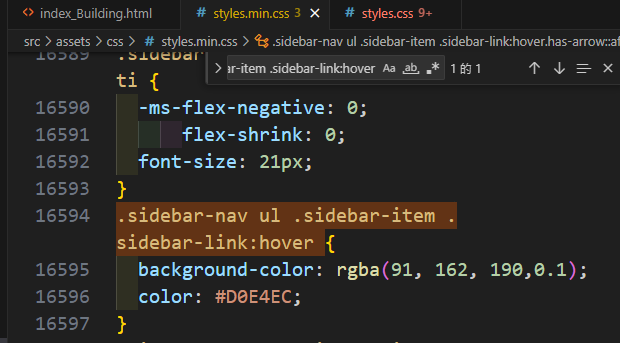 index_Building.html styles.min.css 3 styles.css 9+
src > assets > css > # styles.min.css > .sidebar-nav ul .sidebar-item .sidebar-link:hover.has-arrow::af
16589 .sidebar
ar-item .sidebar-link:hover Aa ab 1 的 1
ti {
16590 -ms-flex-negative: 0;
16591 flex-shrink: 0;
16592 font-size: 21px;
16593 }
16594 .sidebar-nav ul .sidebar-item .
sidebar-link:hover {
16595 background-color: rgba(91, 162, 190,0.1);
16596 color: #D0E4EC;
16597 }